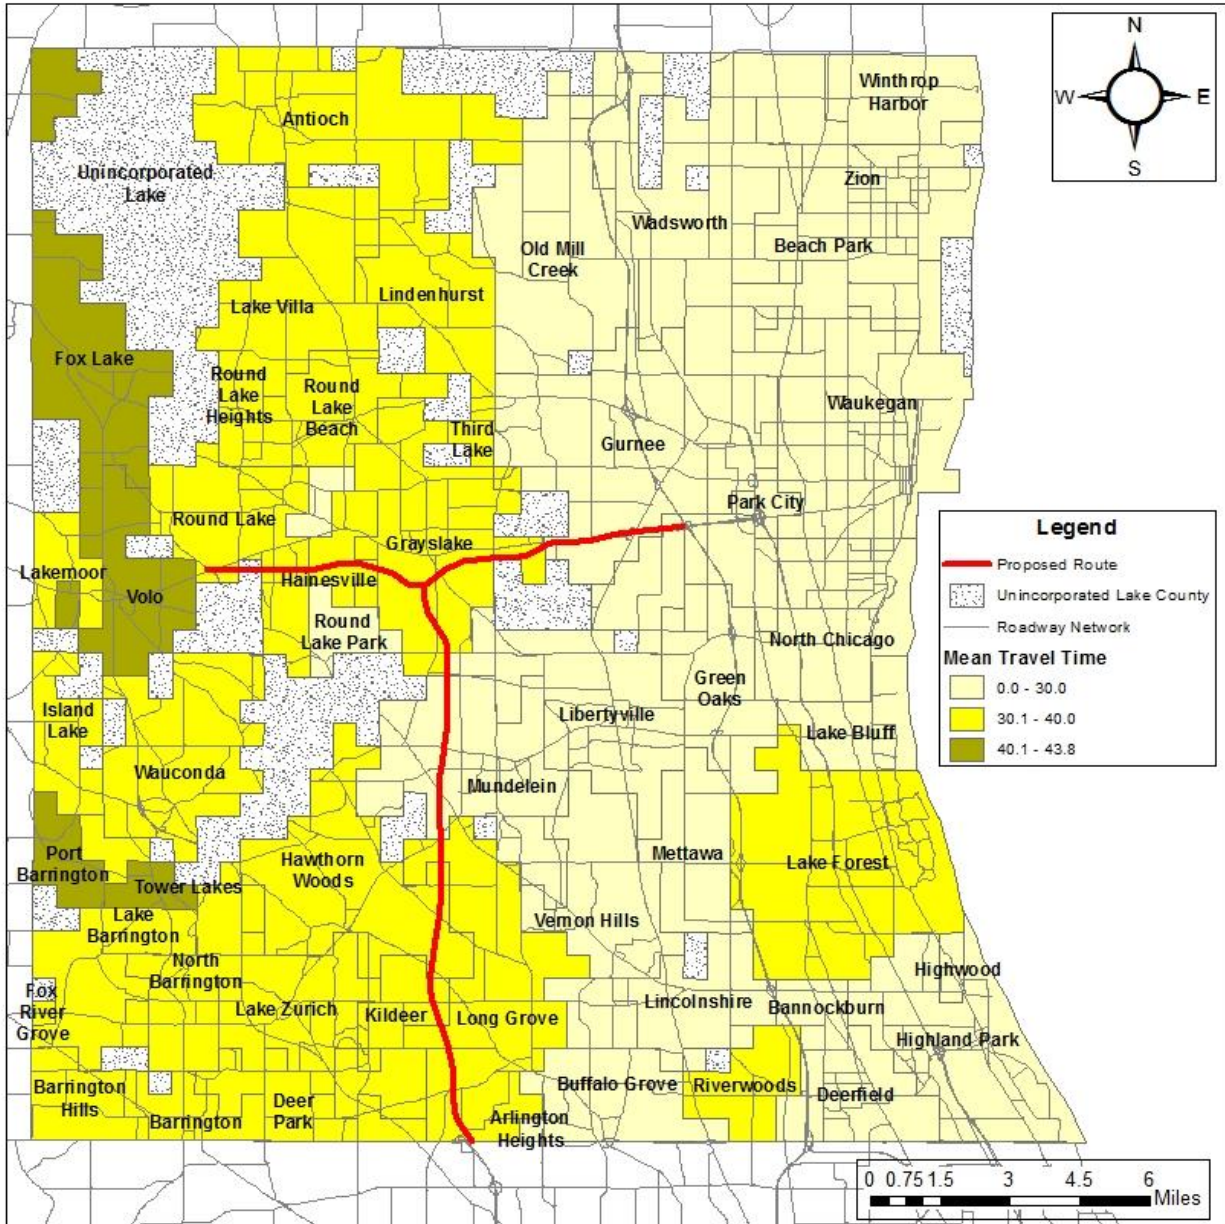 N
W
E
S
Winthrop
Harbor
Antioch
Unincorporated
Lake
Zion
Wadsworth
Beach Park
Old Mill
Creek
Lake Villa
Lindenhurst
Fox Lake
Round
Lake
Heights
Round
Lake
Beach
Third
Lake
Waukegan
Gurnee
Park City
Round Lake
Grayslake
Hainesville
Lakemoor
Volo
Round
Lake Park
North Chicago
Green
Oaks
Island
Lake
Libertyville
Lake Bluff
Wauconda
Mundelein
Port
Barrington
Tower Lakes
Hawthorn
Woods
Mettawa
Lake Forest
Lake
Barrington
Vernon Hills
North
Barrington
Highwood
Fox
River
Grove
Lake Zurich
Kildeer
Long Grove
Lincolnshire
Bannockburn
Highland Park
Barrington
Hills
Barrington
Deer
Park
Arlington
Heights
Buffalo Grove
Riverwoods
Deerfield
Legend
Proposed Route
Unincorporated Lake County
Roadway Network
Mean Travel Time
0.0 - 30.0
30.1 - 40.0
40.1 - 43.8
0 0.75 1.5 3 4.5 6
Miles